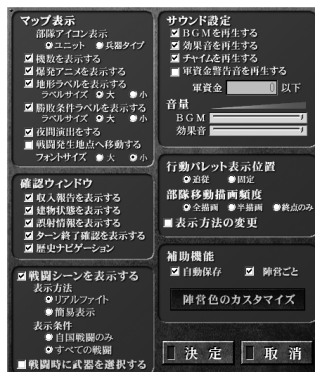 マップ表示
部隊アイコン表示
ユニット 兵器タイプ
機数を表示する
爆発アニメを表示する
地形ラベルを表示する
ラベルサイズ 大 小
勝敗条件ラベルを表示する
ラベルサイズ 大 小
夜間演出をする
戦闘発生地点へ移動する
フォントサイズ 大 小
確認ウィンドウ
収入報告を表示する
建物状態を表示する
誤射情報を表示する
ターン終了確認を表示する
歴史ナビゲーション
戦闘シーンを表示する
表示方法
リアルファイト
簡易表示
表示条件
自国戦闘のみ
すべての戦闘
戦闘時に武器を選択する
サウンド設定
BGMを再生する
効果音を再生する
チャイムを再生する
軍資金警告音を再生する
軍資金 0 以下
音量
BGM
効果音
行動パレット表示位置
追従 固定
部隊移動描画頻度
全描画 半描画 終点のみ
表示方法の変更
補助機能
自動保存 陣営ごと
陣営色のカスタマイズ
決定 取消